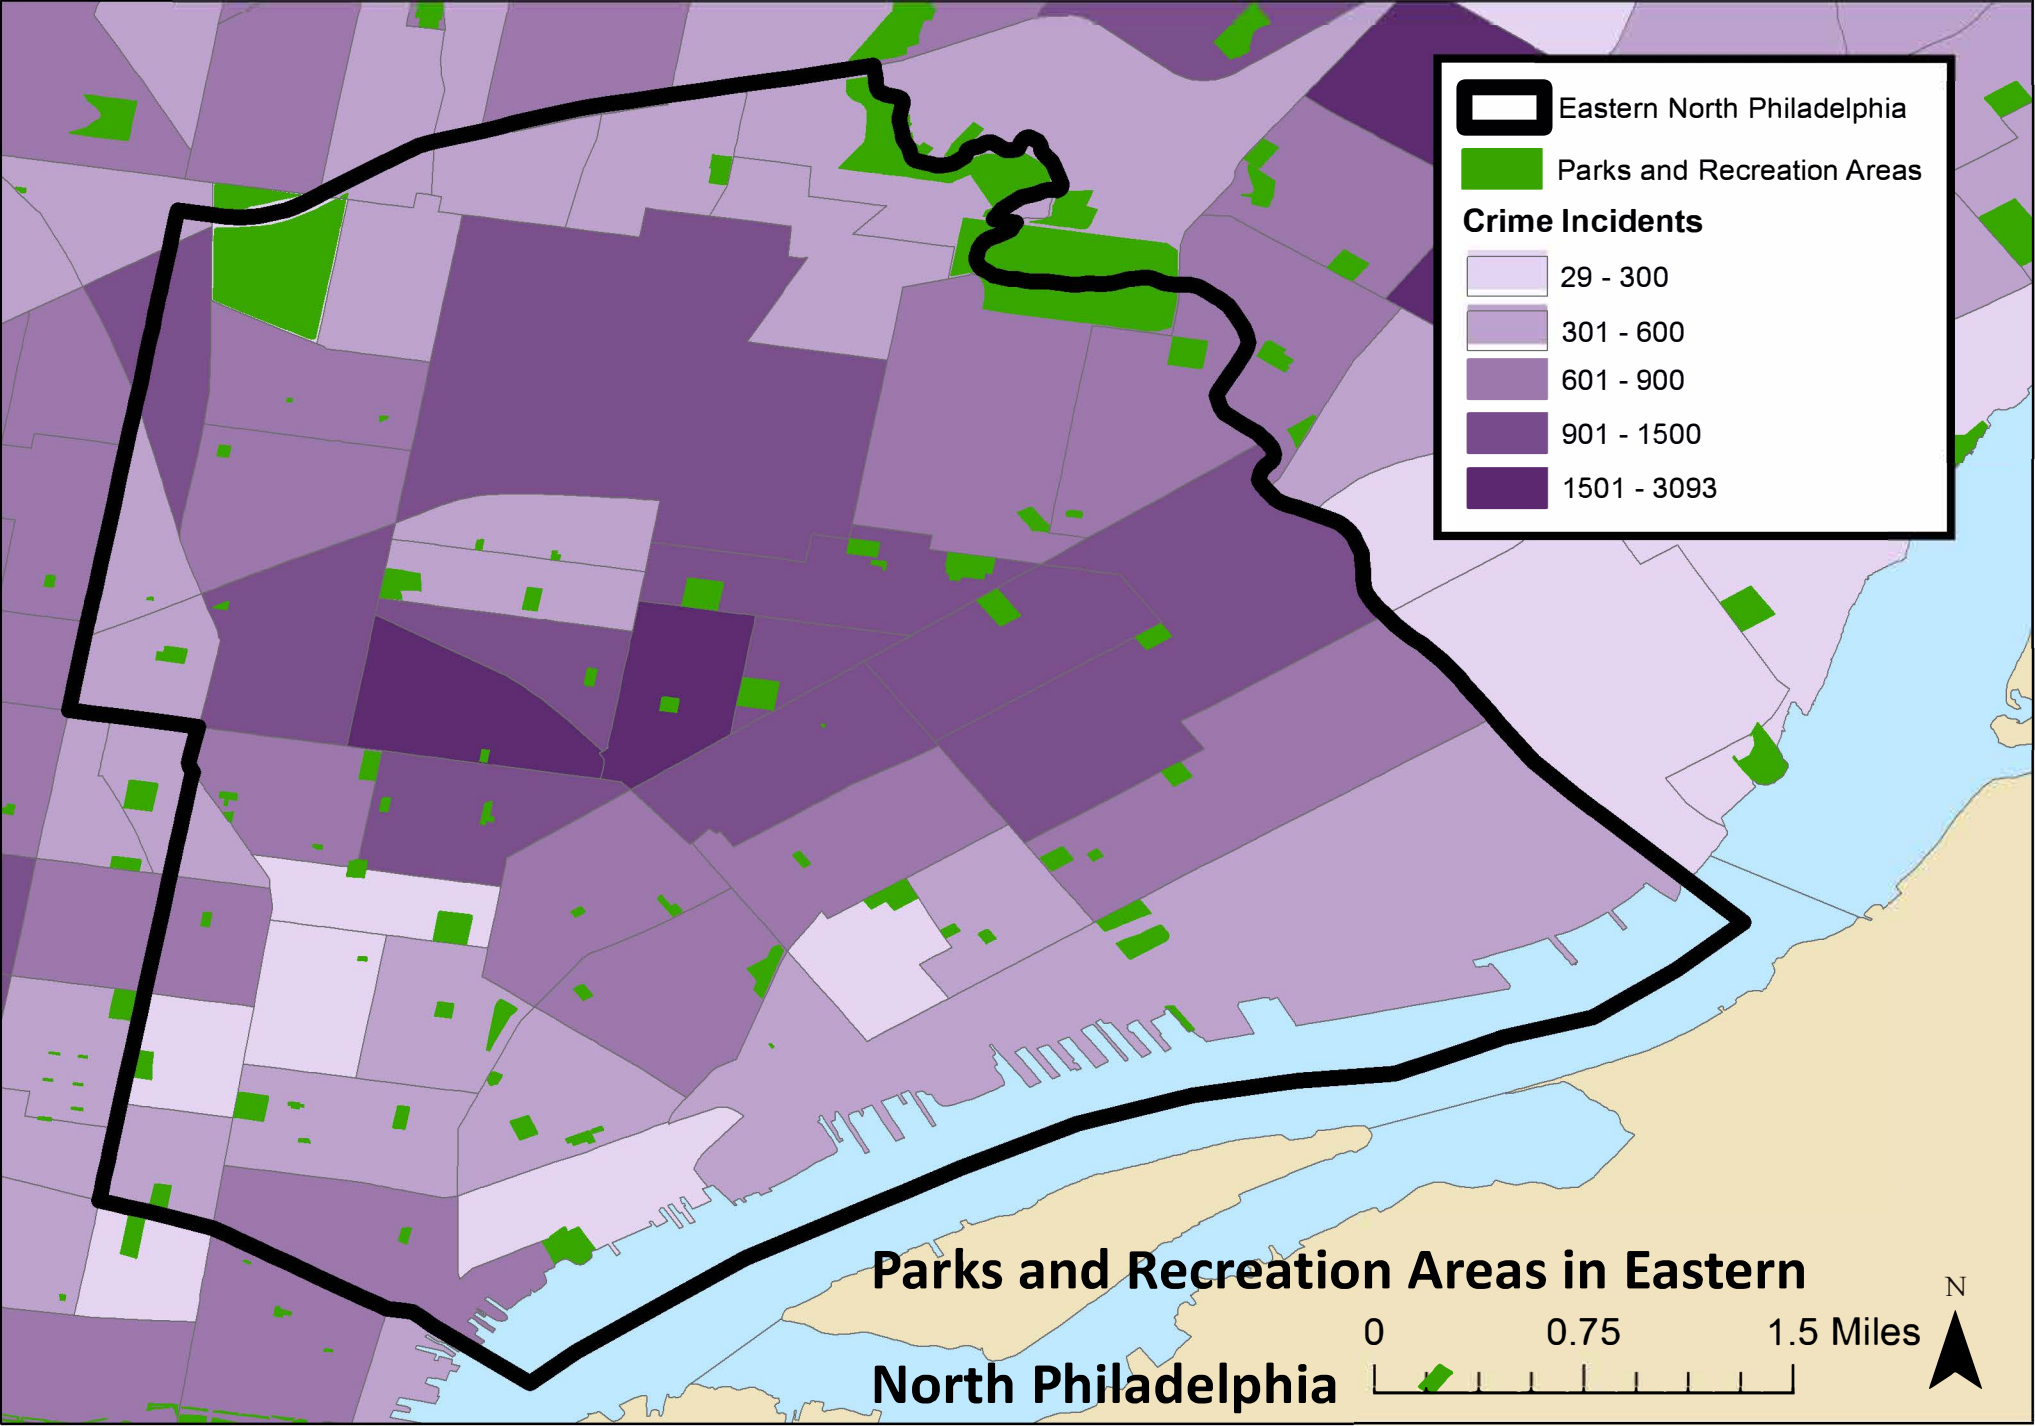 Eastern North Philadelphia
Parks and Recreation Areas
Crime Incidents
29 - 300
301 - 600
601 - 900
901 - 1500
1501 - 3093
Parks and Recreation Areas in Eastern
North Philadelphia
0 0.75 1.5 Miles
N